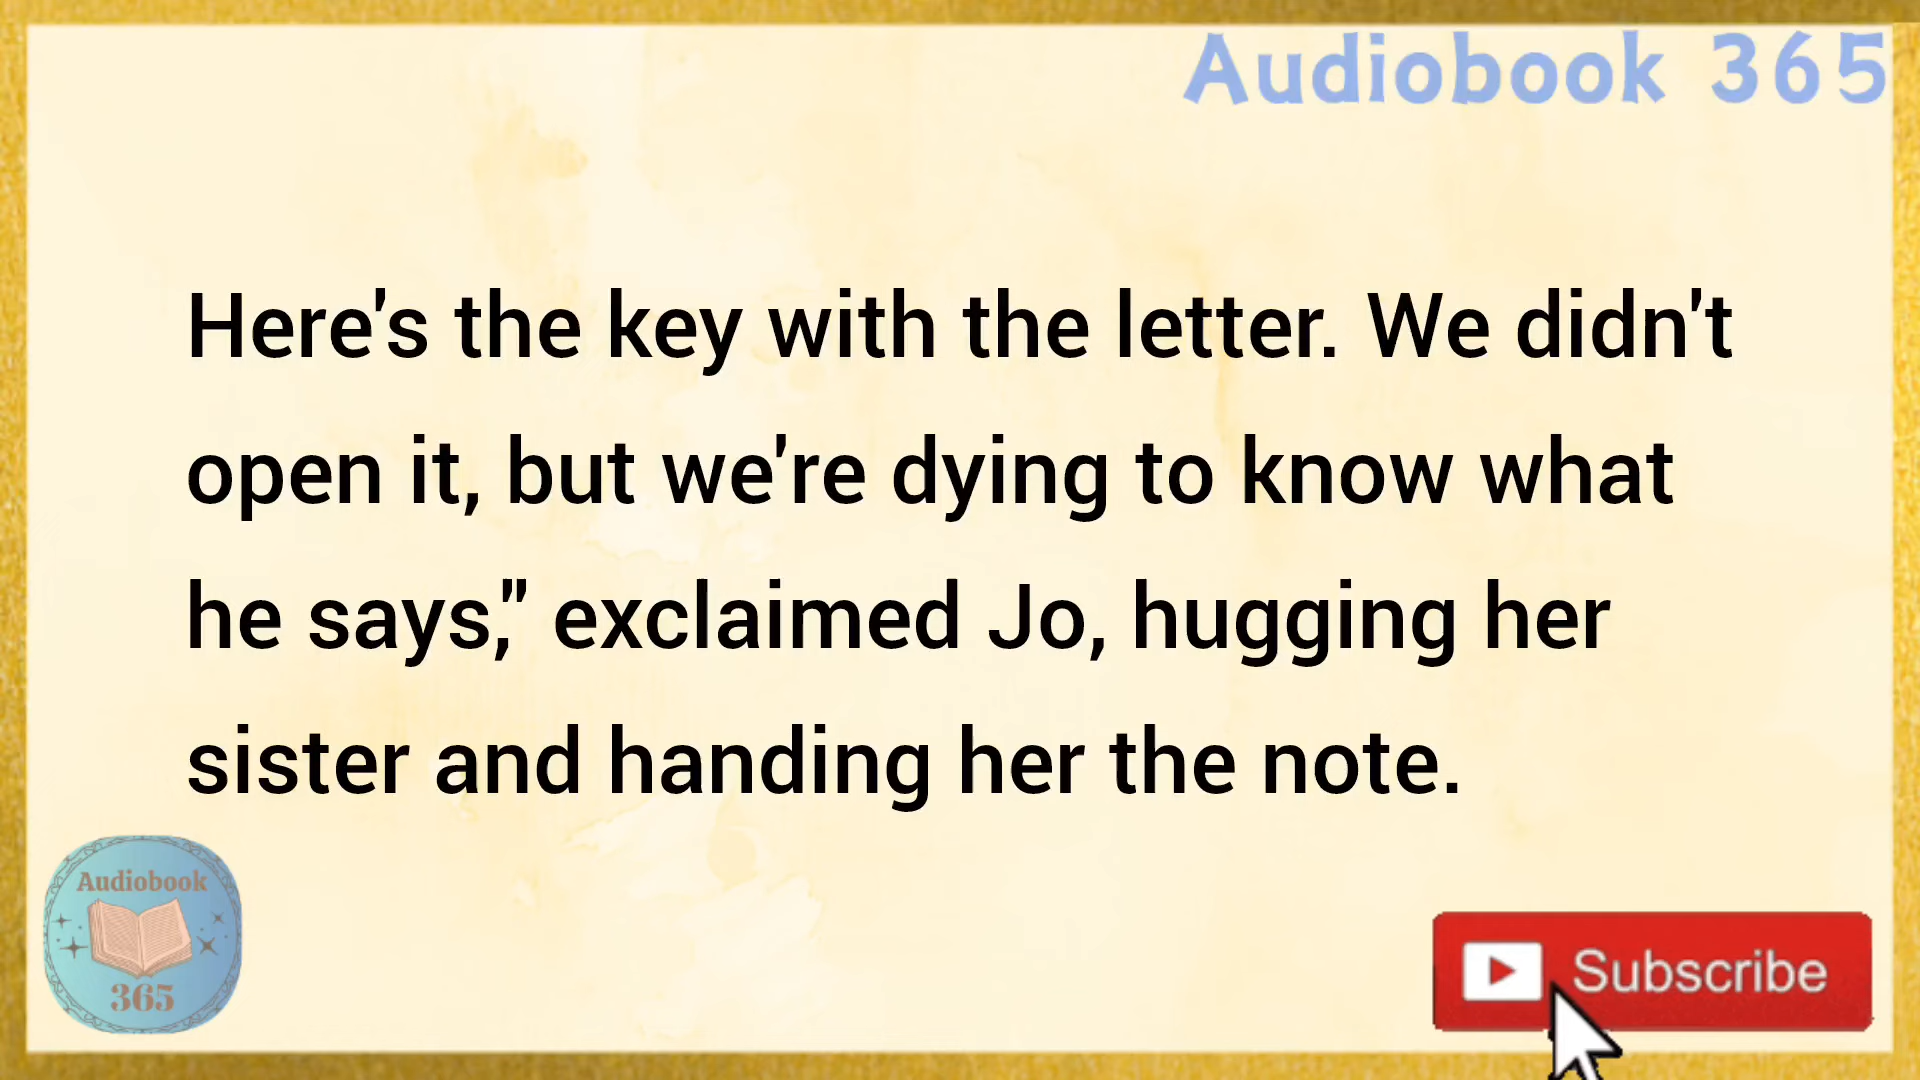 Audiobook 365
Here's the key with the letter. We didn't
open it, but we're dying to know what
he says," exclaimed Jo, hugging her
sister and handing her the note.
Audiobook
365
Subscribe